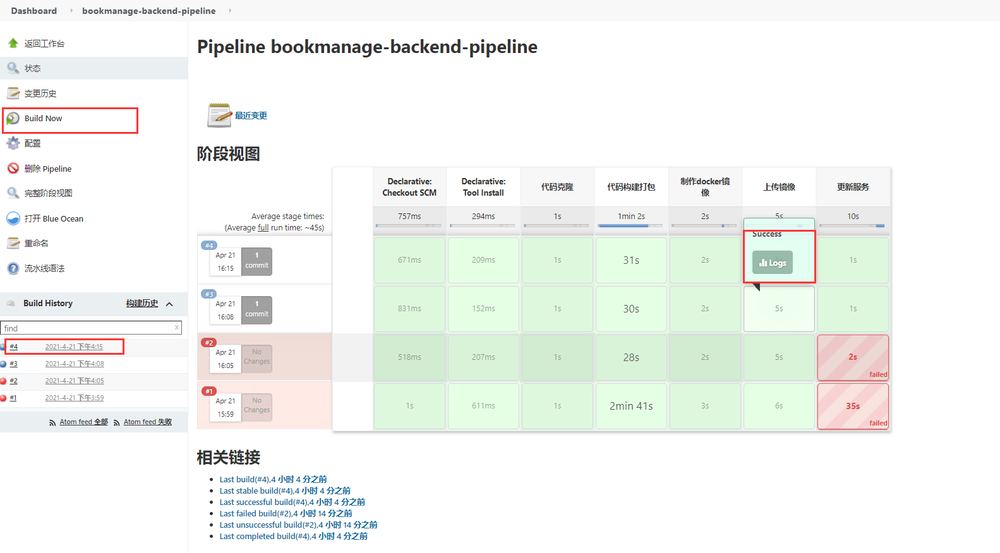 Dashboard
bookmanage-backend-pipeline
返回工作台
状态
变更历史
Build Now
配置
删除 Pipeline
完整阶段视图
打开 Blue Ocean
重命名
流水线语法
Build History
构建历史
find
x
#4 2021-4-21 下午4:15
#3 2021-4-21 下午4:08
#2 2021-4-21 下午4:05
#1 2021-4-21 下午3:59
Atom feed 全部
Atom feed 失败
Pipeline bookmanage-backend-pipeline
最近变更
阶段视图
Declarative: Checkout SCM
Declarative: Tool Install
代码克隆
代码构建打包
制作docker镜像
上传镜像
更新服务
Average stage times:
(Average full run time: ~45s)
757ms 294ms 1s 1min 2s 2s 5s 10s
#4
Apr 21
16:15
1
commit
671ms 209ms 1s 31s 2s
Success
Logs
1s
#3
Apr 21
16:08
1
commit
831ms 152ms 1s 30s 2s 5s 1s
#2
Apr 21
16:05
No
Changes
518ms 207ms 1s 28s 2s 5s 2s
failed
#1
Apr 21
15:59
No
Changes
1s 611ms 1s 2min 41s 3s 6s 35s
failed
相关链接
Last build(#4),4 小时 4 分之前
Last stable build(#4),4 小时 4 分之前
Last successful build(#4),4 小时 4 分之前
Last failed build(#2),4 小时 14 分之前
Last unsuccessful build(#2),4 小时 14 分之前
Last completed build(#4),4 小时 4 分之前